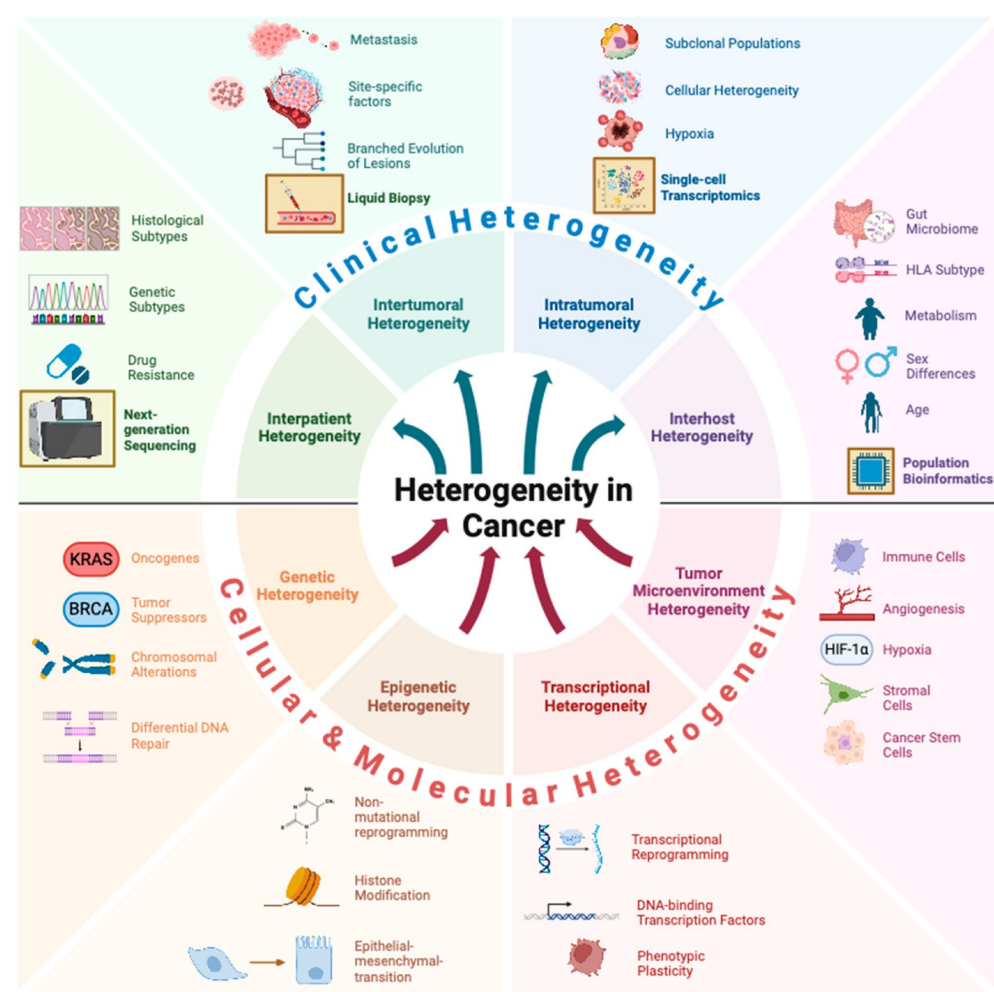 Metastasis
Site-specific
factors
Branched Evolution
of Lesions
Liquid Biopsy
Subclonal Populations
Cellular Heterogeneity
Hypoxia
Single-cell
Transcriptomics
Histological
Subtypes
Genetic
Subtypes
Drug
Resistance
Next-
generation
Sequencing
Gut
Microbiome
HLA Subtype
Metabolism
Sex
Differences
Age
Population
Bioinformatics
Clinical Heterogeneity
Intertumoral
Heterogeneity
Intratumoral
Heterogeneity
Interpatient
Heterogeneity
Interhost
Heterogeneity
Heterogeneity in
Cancer
Genetic
Heterogeneity
Tumor
Microenvironment
Heterogeneity
Epigenetic
Heterogeneity
Transcriptional
Heterogeneity
Cellular & Molecular Heterogeneity
KRAS
Oncogenes
BRCA
Tumor
Suppressors
Chromosomal
Alterations
Differential DNA
Repair
Immune Cells
Angiogenesis
HIF-1α
Hypoxia
Stromal
Cells
Cancer Stem
Cells
Non-
mutational
reprogramming
Histone
Modification
Epithelial-
mesenchymal-
transition
Transcriptional
Reprogramming
DNA-binding
Transcription Factors
Phenotypic
Plasticity